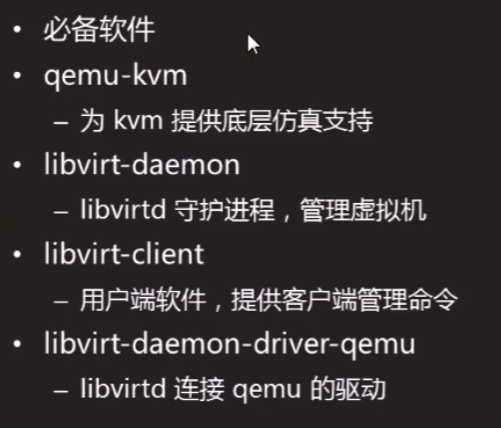 • 必备软件
• qemu-kvm
– 为 kvm 提供底层仿真支持
• libvirt-daemon
– libvirtd 守护进程，管理虚拟机
• libvirt-client
– 用户端软件，提供客户端管理命令
• libvirt-daemon-driver-qemu
– libvirtd 连接 qemu 的驱动